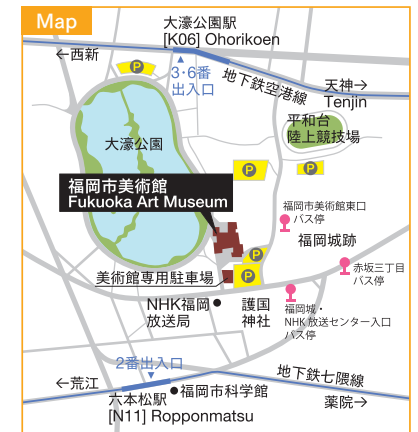 Map
大濠公園駅
[K06] Ohorikoen
←西新
3・6番
出入口
地下鉄空港線
天神→
Tenjin
P
平和台
陸上競技場
大濠公園
P
P
福岡市美術館
Fukuoka Art Museum
福岡市美術館東口
バス停
福岡城跡
P
赤坂三丁目
バス停
美術館専用駐車場
P
NHK福岡
放送局
護国
神社
福岡城・
NHK放送センター入口
バス停
2番出入口
地下鉄七隈線
←荒江
福岡市科学館
薬院→
六本松駅
[N11] Ropponmatsu